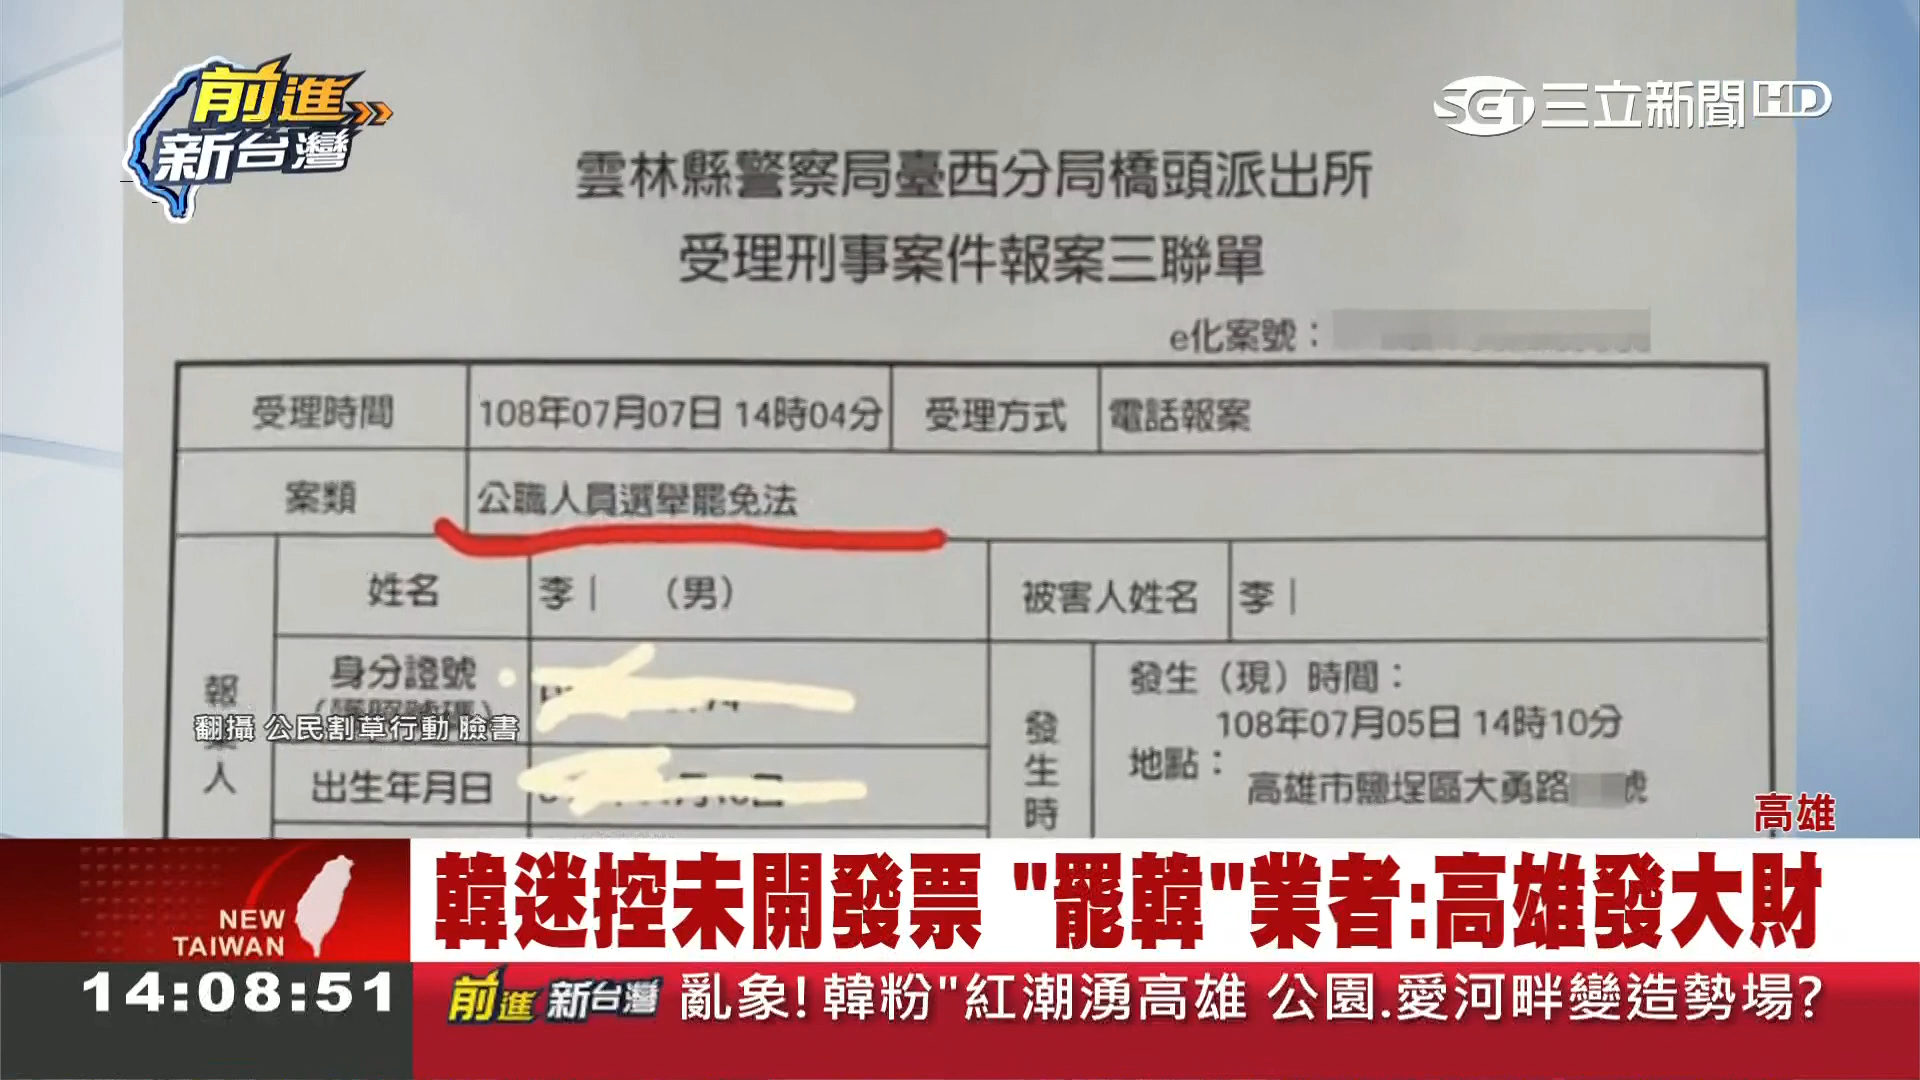 前進
新台灣
SET三立新聞HD
雲林縣警察局臺西分局橋頭派出所
受理刑事案件報案三聯單
e化案號：
受理時間 108年07月07日 14時04分 受理方式 電話報案
案類 公職人員選舉罷免法
姓名 李 （男） 被害人姓名 李
報 人
身分證號
翻攝 公民割草行動 臉書
出生年月日
發生時
發生（現）時間：
108年07月05日 14時10分
地點：
高雄市鹽埕區大勇路 號
高雄
NEW
TAIWAN
韓迷控未開發票 "罷韓"業者:高雄發大財
14:08:51
前進新台灣 亂象!韓粉"紅潮湧高雄 公園.愛河畔變造勢場?